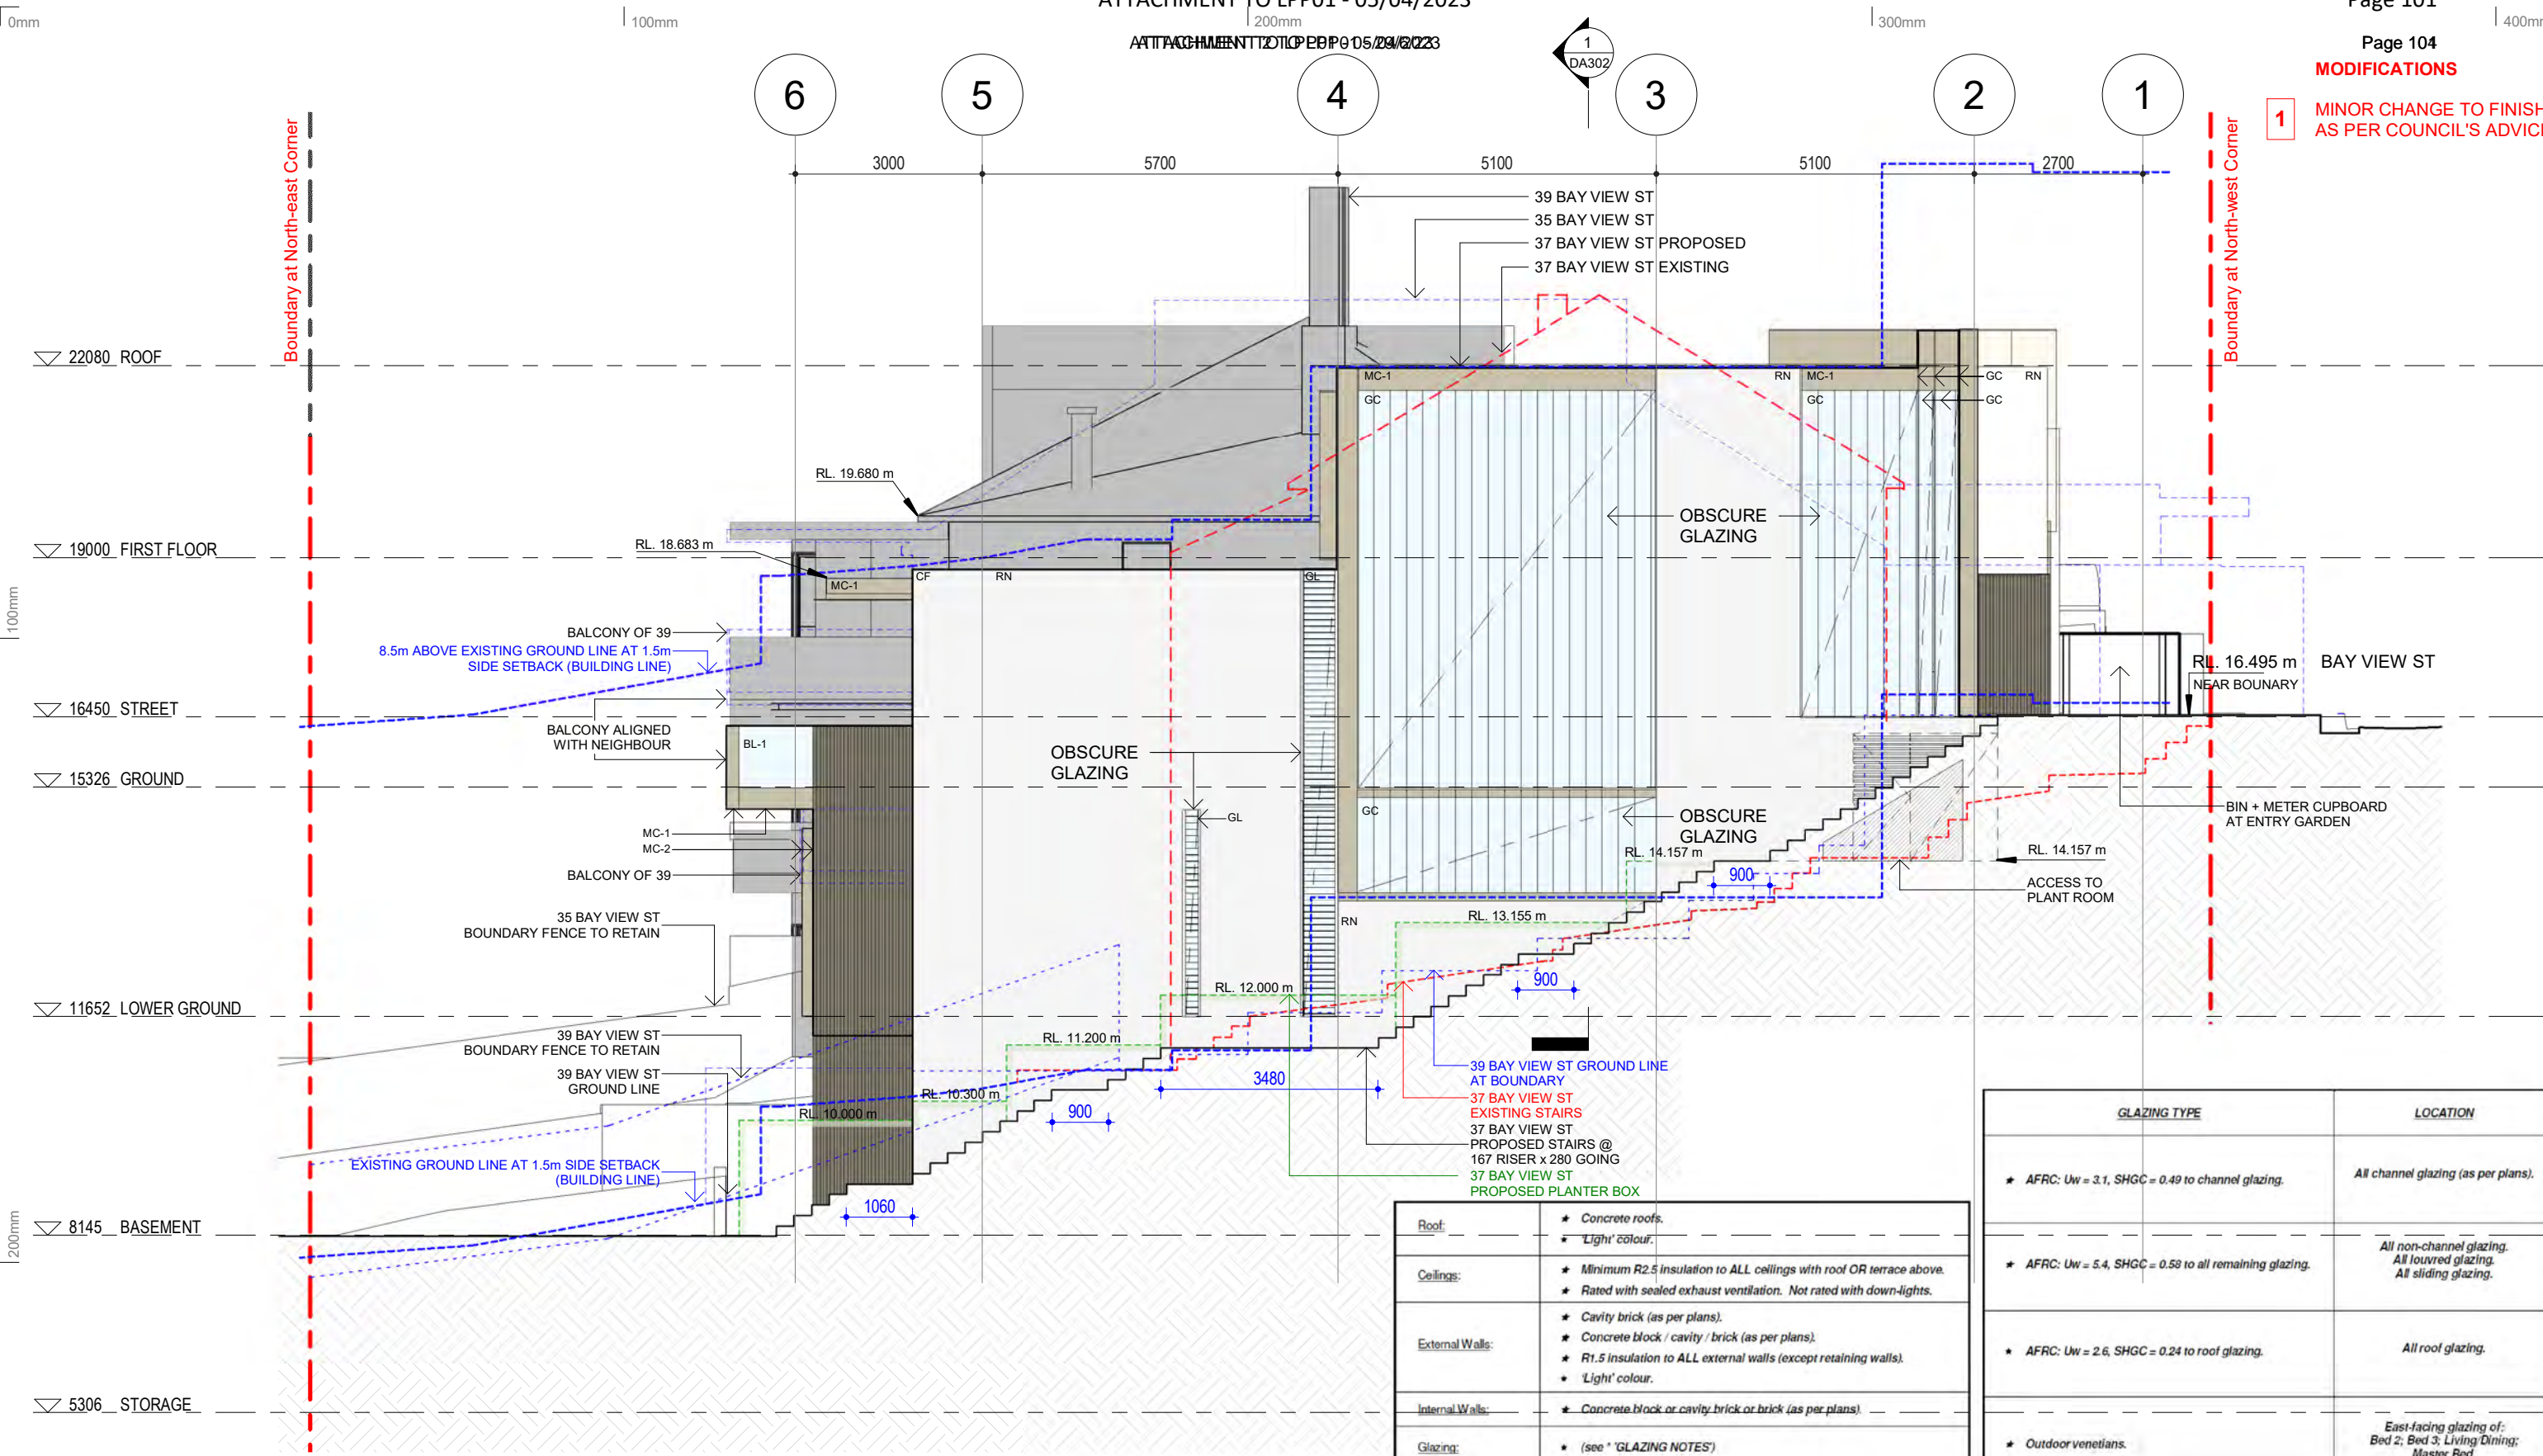 0mm
100mm
200mm
300mm
ATTACHMENT TO LPP01 - 05/04/2023
Page 101
MODIFICATIONS
1
MINOR CHANGE TO FINISH
AS PER COUNCIL'S ADVIC
1
DA302
6
5
4
3
2
1
3000
5700
5100
5100
2700
Boundary at North-east Corner
Boundary at North-west Corner
39 BAY VIEW ST
35 BAY VIEW ST
37 BAY VIEW ST PROPOSED
37 BAY VIEW ST EXISTING
22080 ROOF
MC-1
RN
MC-1
GC
RN
GC
GC
GC
RL. 19.680 m
OBSCURE
GLAZING
RL. 18.683 m
19000 FIRST FLOOR
MC-1
CF
RN
GL
100mm
BALCONY OF 39
8.5m ABOVE EXISTING GROUND LINE AT 1.5m
SIDE SETBACK (BUILDING LINE)
RL. 16.495 m
BAY VIEW ST
NEAR BOUNARY
16450 STREET
BALCONY ALIGNED
WITH NEIGHBOUR
BL-1
OBSCURE
GLAZING
15326 GROUND
BIN + METER CUPBOARD
AT ENTRY GARDEN
GC
GL
OBSCURE
GLAZING
MC-1
MC-2
RL. 14.157 m
RL. 14.157 m
BALCONY OF 39
900
ACCESS TO
PLANT ROOM
35 BAY VIEW ST
BOUNDARY FENCE TO RETAIN
RN
RL. 13.155 m
900
RL. 12.000 m
11652 LOWER GROUND
39 BAY VIEW ST
BOUNDARY FENCE TO RETAIN
RL. 11.200 m
39 BAY VIEW ST
GROUND LINE
3480
RL. 10.300 m
RL. 10.000 m
900
39 BAY VIEW ST GROUND LINE
AT BOUNDARY
37 BAY VIEW ST
EXISTING STAIRS
37 BAY VIEW ST
PROPOSED STAIRS @
167 RISER x 280 GOING
37 BAY VIEW ST
PROPOSED PLANTER BOX
EXISTING GROUND LINE AT 1.5m SIDE SETBACK
(BUILDING LINE)
1060
200mm
8145 BASEMENT
5306 STORAGE
Roof:
★ Concrete roofs.
★ 'Light' colour.
Ceilings:
★ Minimum R2.5 insulation to ALL ceilings with roof OR terrace above.
★ Rated with sealed exhaust ventilation. Not rated with down-lights.
External Walls:
★ Cavity brick (as per plans).
★ Concrete block / cavity / brick (as per plans).
★ R1.5 insulation to ALL external walls (except retaining walls).
★ 'Light' colour.
Internal Walls:
★ Concrete block or cavity brick or brick (as per plans)
Glazing:
★ (see * 'GLAZING NOTES')
GLAZING TYPE
LOCATION
★ AFRC: Uw = 3.1, SHGC = 0.49 to channel glazing.
All channel glazing (as per plans).
★ AFRC: Uw = 5.4, SHGC = 0.58 to all remaining glazing.
All non-channel glazing.
All louvred glazing.
All sliding glazing.
★ AFRC: Uw = 2.6, SHGC = 0.24 to roof glazing.
All roof glazing.
★ Outdoor venetians.
East-facing glazing of:
Bed 2; Bed 3; Living/Dining;
Master Bed